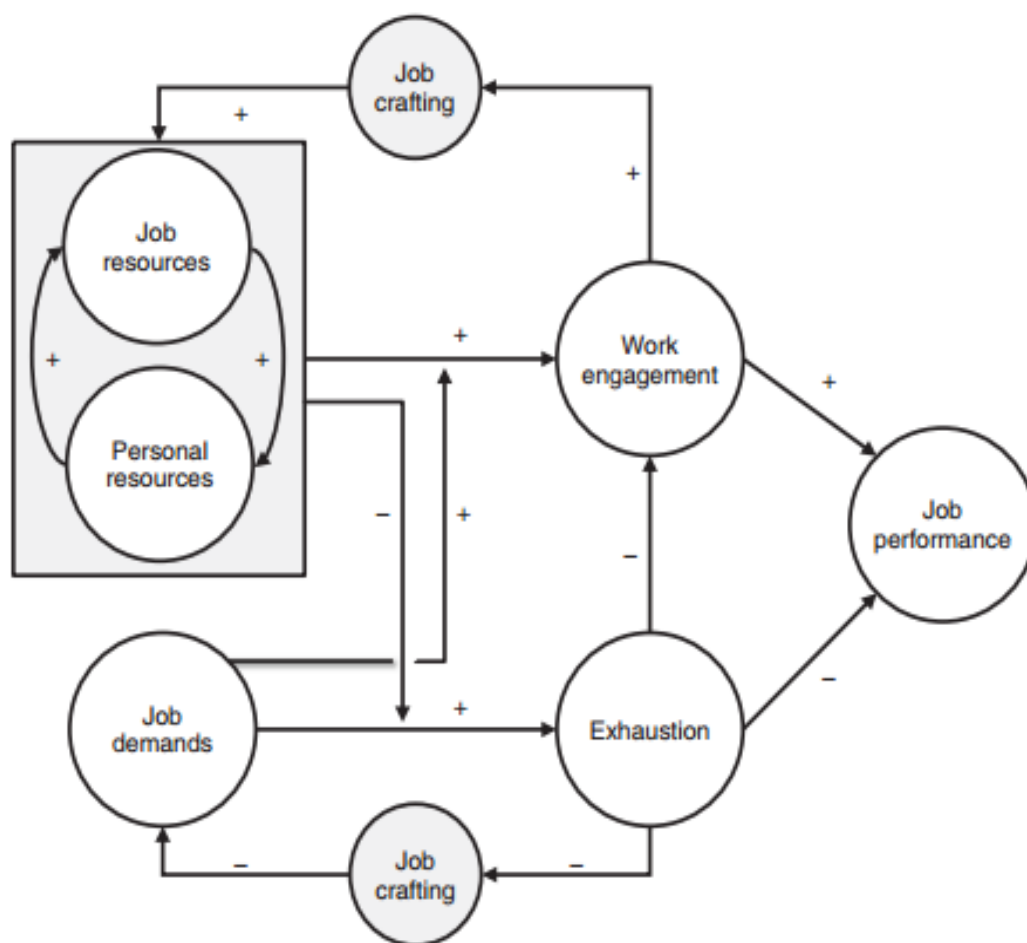 Job
crafting
+
+
Job
resources
+
+
+
Work
engagement
+
Personal
resources
–
+
Job
performance
–
Job
demands
+
Exhaustion
–
–
Job
crafting
–